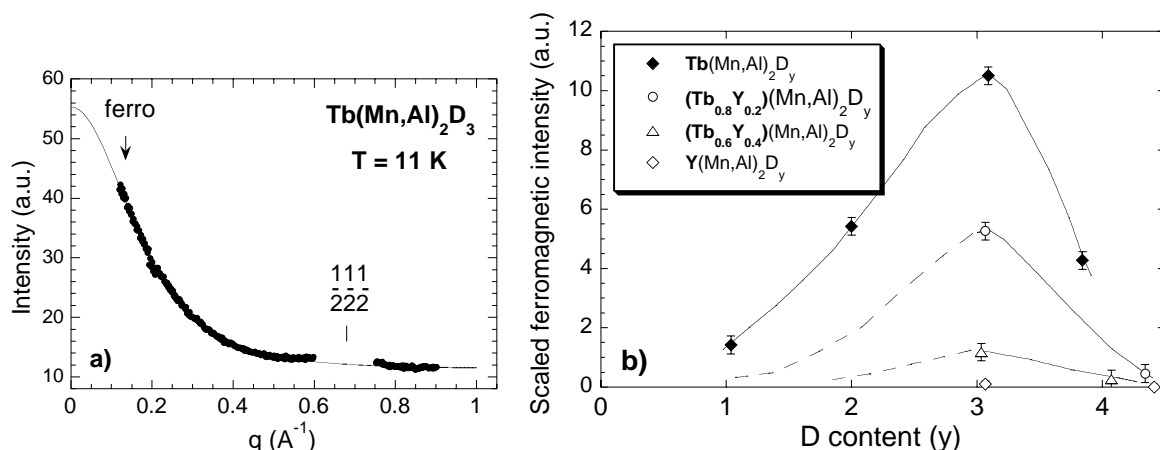 60
50
40
30
20
10
Intensity (a.u.)
ferro
Tb(Mn,Al)₂D₃
T = 11 K
111
222
a)
0 0.2 0.4 0.6 0.8 1
q (A⁻¹)
12
10
8
6
4
2
0
Scaled ferromagnetic intensity (a.u.)
Tb(Mn,Al)₂Dy
(Tb₀.₈Y₀.₂)(Mn,Al)₂Dy
(Tb₀.₆Y₀.₄)(Mn,Al)₂Dy
Y(Mn,Al)₂Dy
b)
0 1 2 3 4
D content (y)